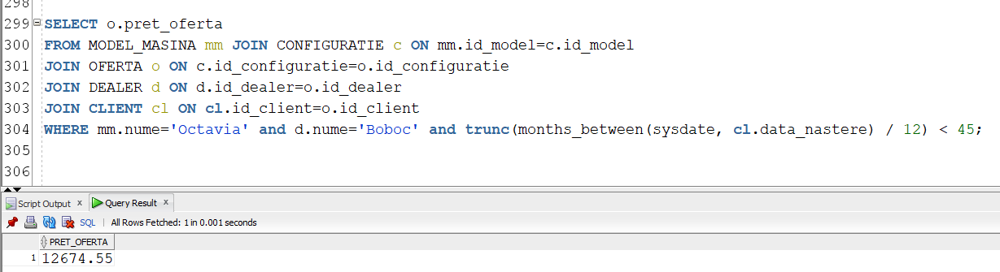 298
299 SELECT o.pret_oferta
300 FROM MODEL_MASINA mm JOIN CONFIGURATIE c ON mm.id_model=c.id_model
301 JOIN OFERTA o ON c.id_configuratie=o.id_configuratie
302 JOIN DEALER d ON d.id_dealer=o.id_dealer
303 JOIN CLIENT cl ON cl.id_client=o.id_client
304 WHERE mm.nume='Octavia' and d.nume='Boboc' and trunc(months_between(sysdate, cl.data_nastere) / 12) < 45;
305
306
Script Output x Query Result x
SQL | All Rows Fetched: 1 in 0.001 seconds
PRET_OFERTA
1 12674.55